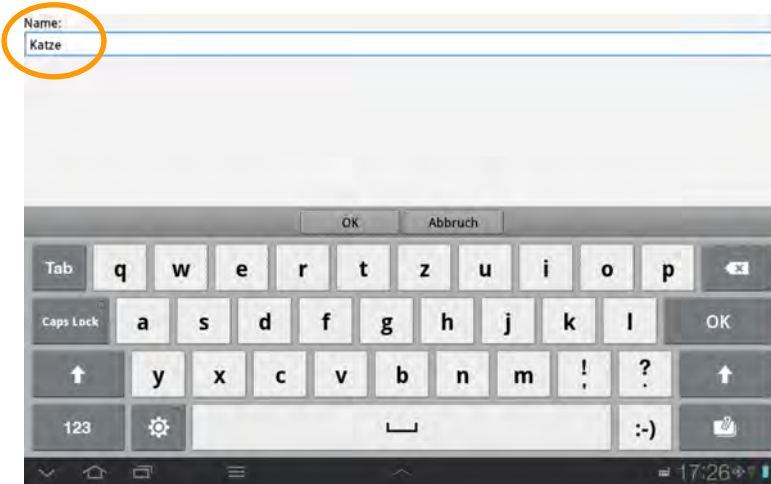 Name:
Katze
OK Abbruch
Tab q w e r t z u i o p
Caps Lock a s d f g h j k l OK
y x c v b n m ! , ? .
123 :-)
17:26